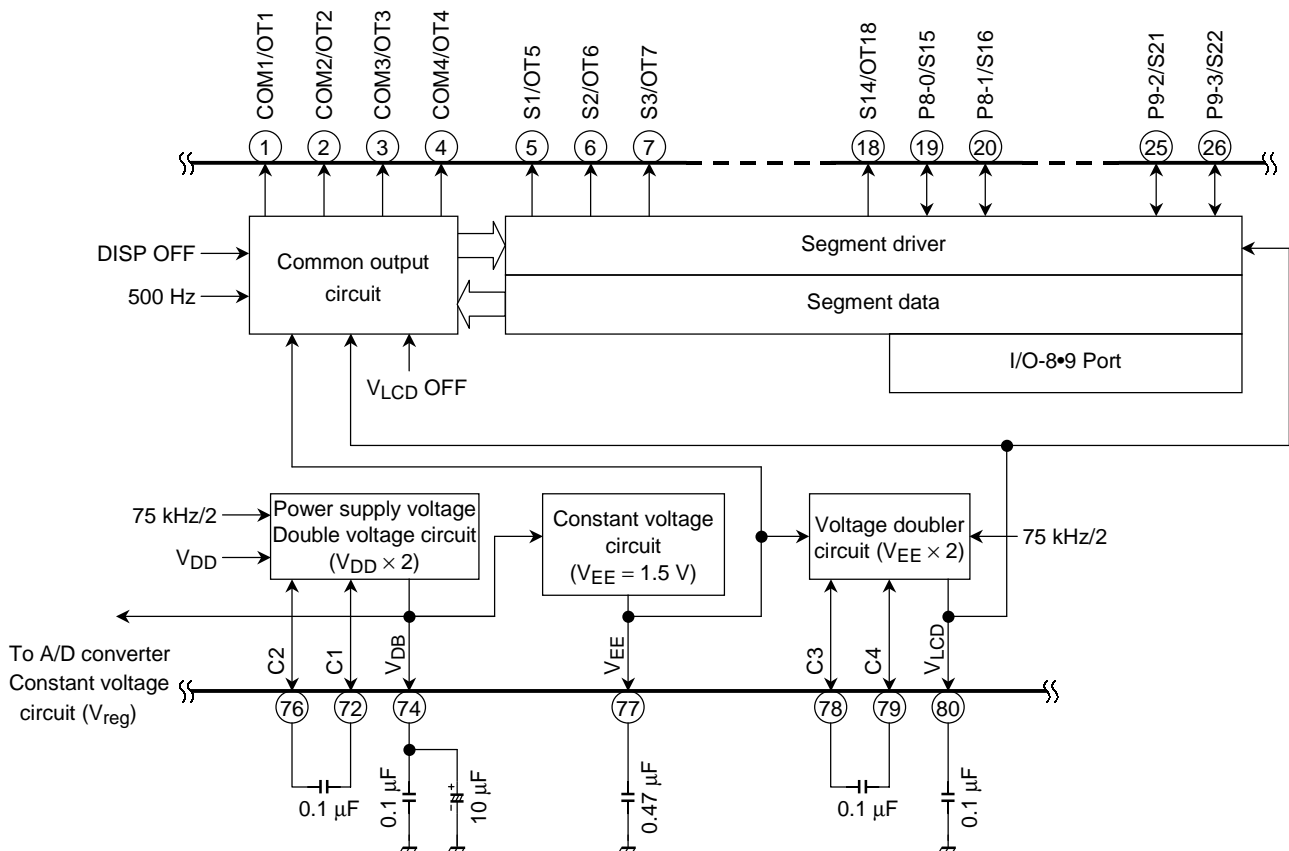 COM1/OT1
COM2/OT2
COM3/OT3
COM4/OT4
S1/OT5
S2/OT6
S3/OT7
S14/OT18
P8-0/S15
P8-1/S16
P9-2/S21
P9-3/S22
1
2
3
4
5
6
7
18
19
20
25
26
DISP OFF
500 Hz
Common output
circuit
Segment driver
Segment data
I/O-8•9 Port
VLCD OFF
75 kHz/2
VDD
Power supply voltage
Double voltage circuit
(VDD × 2)
Constant voltage
circuit
(VEE = 1.5 V)
Voltage doubler
circuit (VEE × 2)
75 kHz/2
To A/D converter
Constant voltage
circuit (Vreg)
C2
C1
VDB
VEE
C3
C4
VLCD
76
72
74
77
78
79
80
0.1 μF
0.1 μF
+
−
10 μF
0.47 μF
0.1 μF
0.1 μF